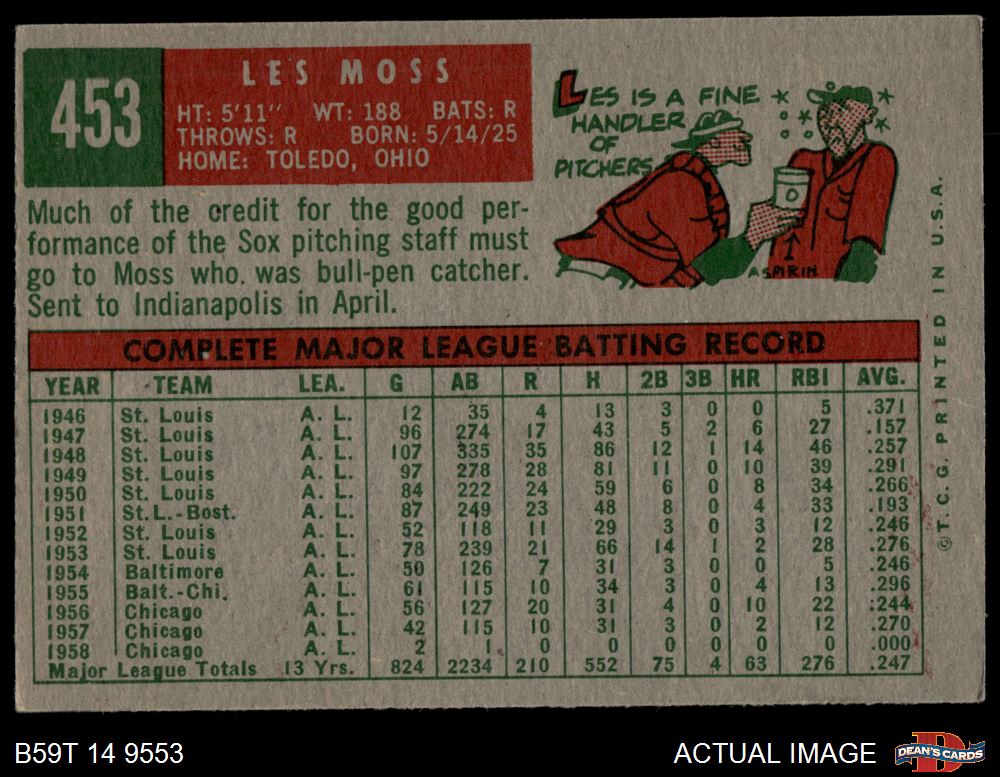 453
LES MOSS
HT: 5'11" WT: 188 BATS: R
THROWS: R BORN: 5/14/25
HOME: TOLEDO, OHIO
LES IS A FINE
HANDLER
OF
PITCHERS
ASPIRIN
Much of the credit for the good per-
formance of the Sox pitching staff must
go to Moss who was bull-pen catcher.
Sent to Indianapolis in April.
COMPLETE MAJOR LEAGUE BATTING RECORD
YEAR TEAM LEA. G AB R H 2B 3B HR RBI AVG.
1946 St. Louis A. L. 12 35 4 13 3 0 0 5 .371
1947 St. Louis A. L. 96 274 17 43 5 2 6 27 .157
1948 St. Louis A. L. 107 335 35 86 12 1 14 46 .257
1949 St. Louis A. L. 97 278 28 81 11 0 10 39 .291
1950 St. Louis A. L. 84 222 24 59 6 0 8 34 .266
1951 St.L.-Bost. A. L. 87 249 23 48 8 0 4 33 .193
1952 St. Louis A. L. 52 118 11 29 3 0 3 12 .246
1953 St. Louis A. L. 78 239 21 66 14 1 2 28 .276
1954 Baltimore A. L. 50 126 7 31 3 0 0 5 .246
1955 Balt.-Chi. A. L. 61 115 10 34 3 0 4 13 .296
1956 Chicago A. L. 56 127 20 31 4 0 10 22 .244
1957 Chicago A. L. 42 115 10 31 3 0 2 12 .270
1958 Chicago A. L. 2 1 0 0 0 0 0 0 .000
Major League Totals 13 Yrs. 824 2234 210 552 75 4 63 276 .247
©T. C. G. PRINTED IN U.S.A.
B59T 14 9553
ACTUAL IMAGE
DEAN'S CARDS